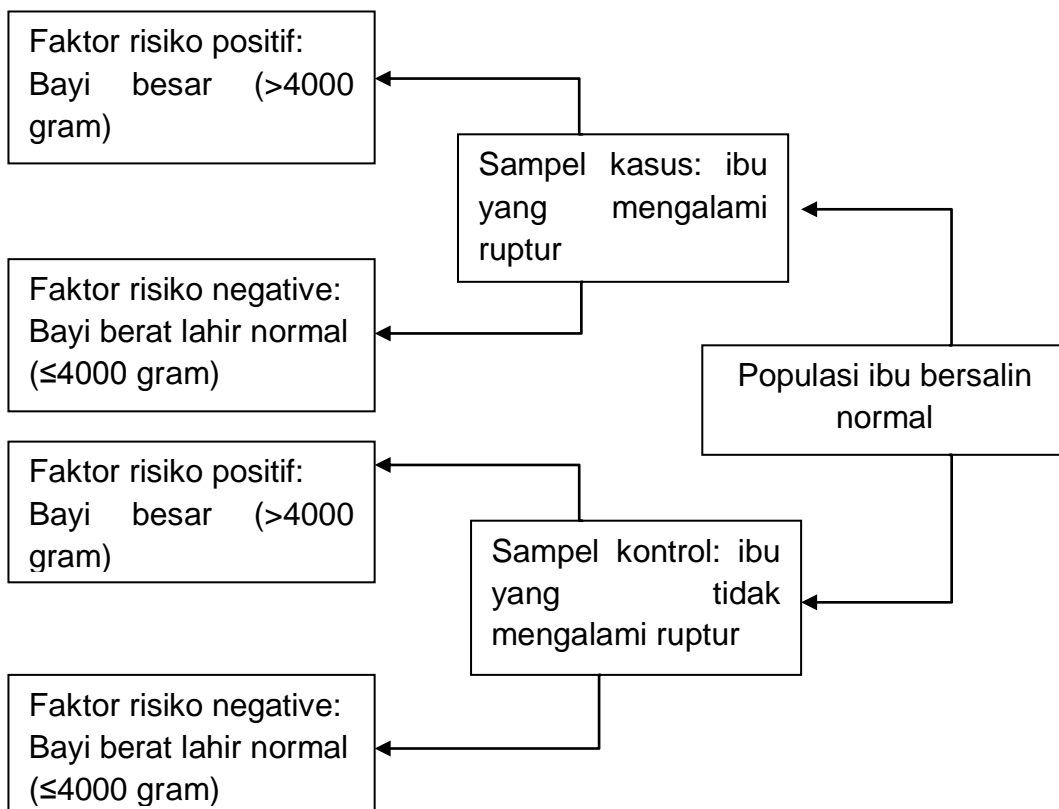 Faktor risiko positif:
Bayi besar (>4000
gram)
Sampel kasus: ibu
yang mengalami
ruptur
Faktor risiko negative:
Bayi berat lahir normal
(≤4000 gram)
Populasi ibu bersalin
normal
Faktor risiko positif:
Bayi besar (>4000
gram)
Sampel kontrol: ibu
yang tidak
mengalami ruptur
Faktor risiko negative:
Bayi berat lahir normal
(≤4000 gram)